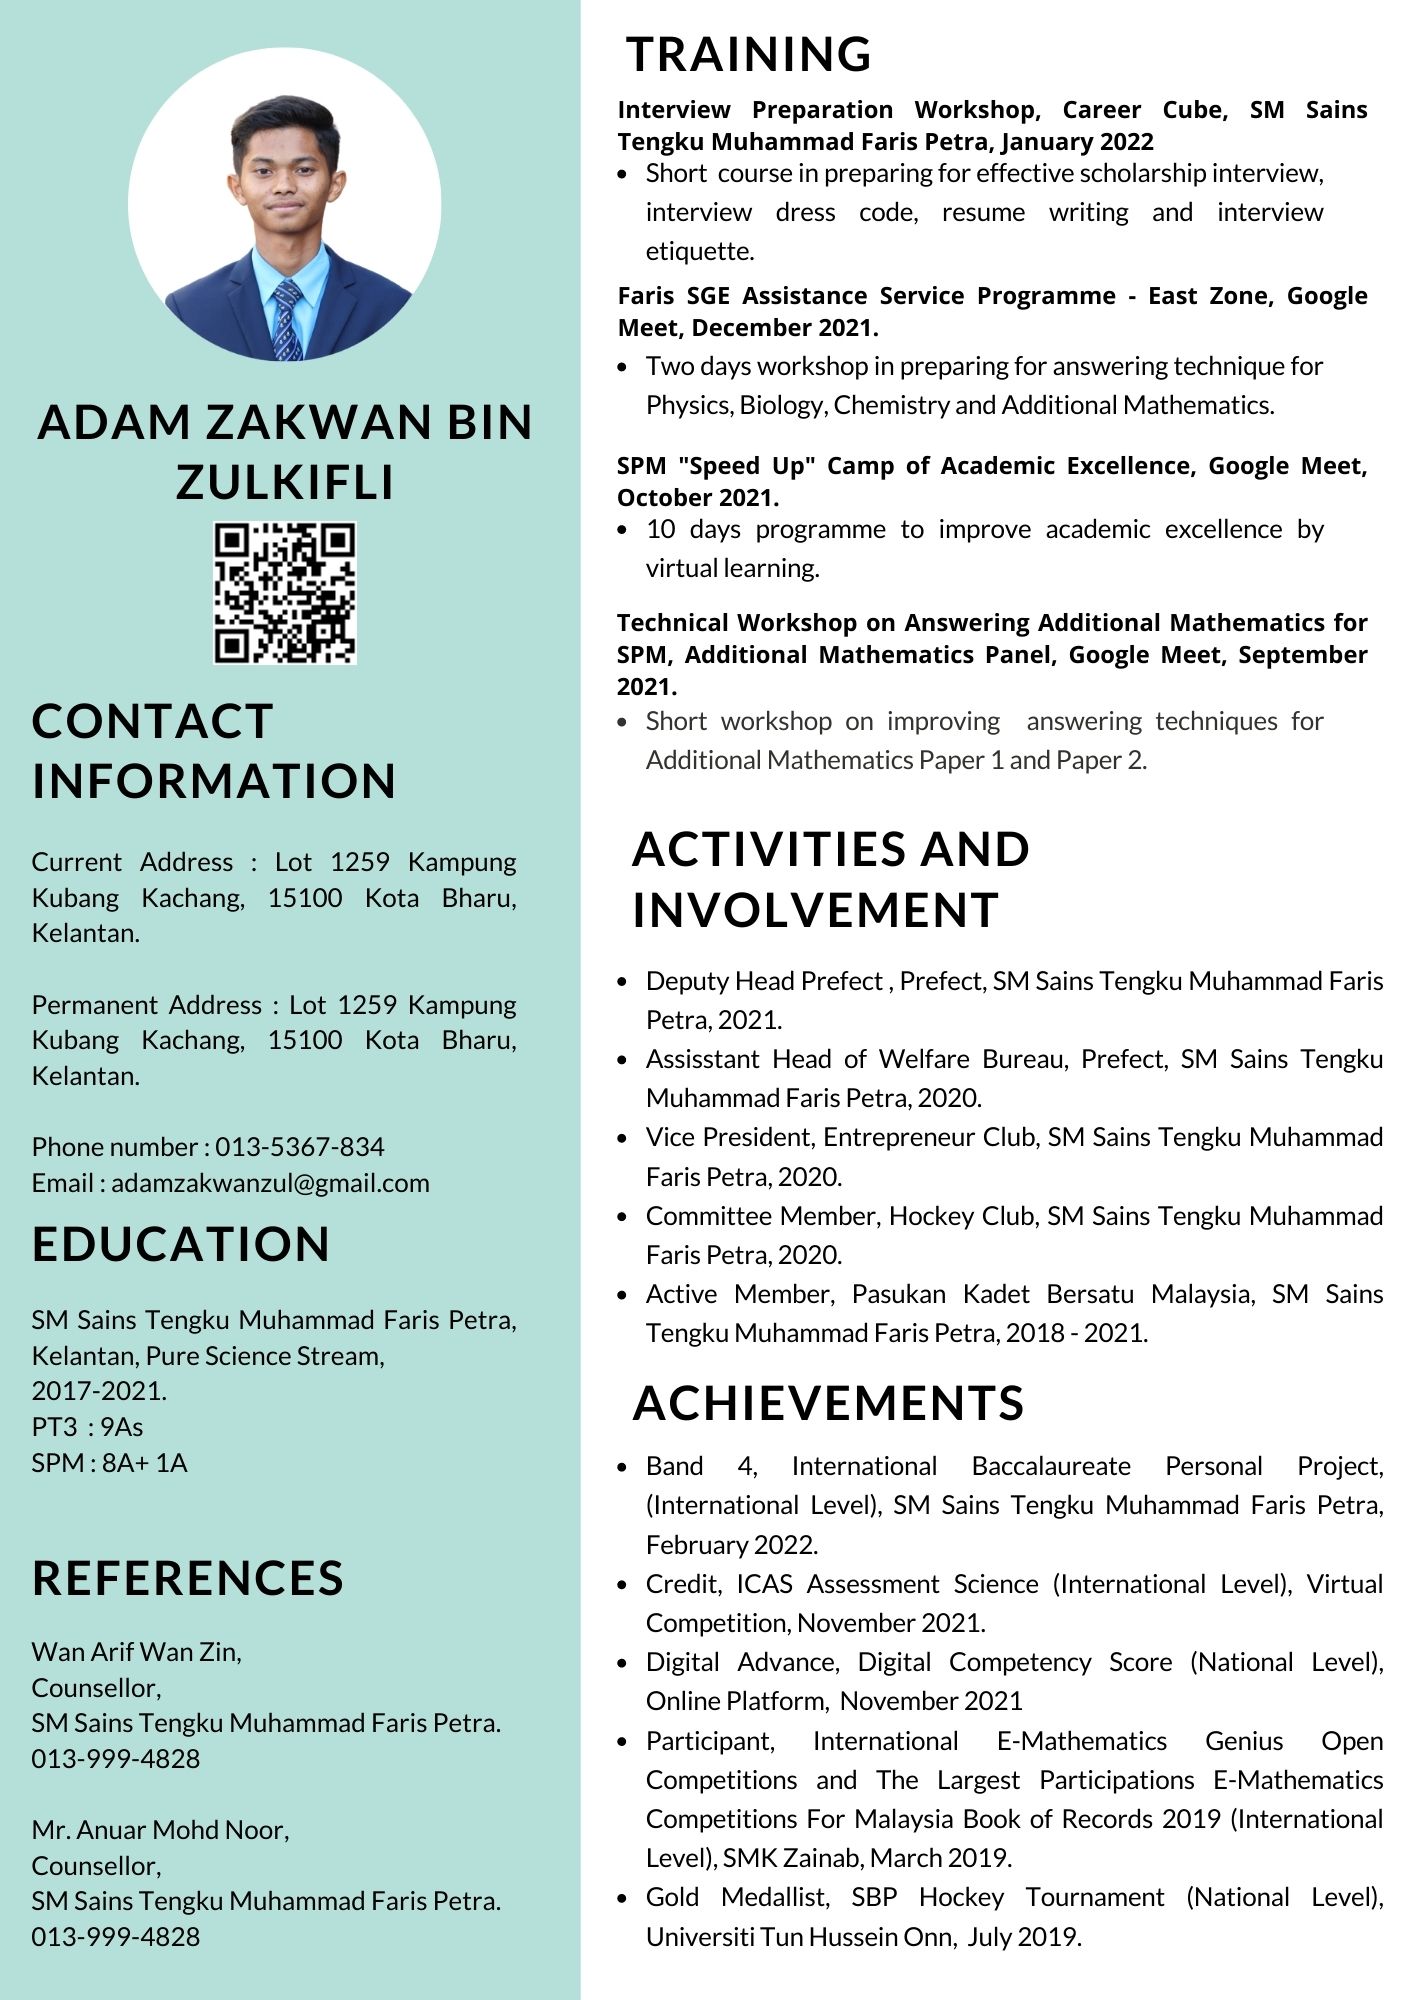 ADAM ZAKWAN BIN
ZULKIFLI
CONTACT
INFORMATION
Current Address : Lot 1259 Kampung
Kubang Kachang, 15100 Kota Bharu,
Kelantan.
Permanent Address : Lot 1259 Kampung
Kubang Kachang, 15100 Kota Bharu,
Kelantan.
Phone number : 013-5367-834
Email : adamzakwanzul@gmail.com
EDUCATION
SM Sains Tengku Muhammad Faris Petra,
Kelantan, Pure Science Stream,
2017-2021.
PT3 : 9As
SPM : 8A+ 1A
REFERENCES
Wan Arif Wan Zin,
Counsellor,
SM Sains Tengku Muhammad Faris Petra.
013-999-4828
Mr. Anuar Mohd Noor,
Counsellor,
SM Sains Tengku Muhammad Faris Petra.
013-999-4828
TRAINING
Interview Preparation Workshop, Career Cube, SM Sains
Tengku Muhammad Faris Petra, January 2022
• Short course in preparing for effective scholarship interview,
interview dress code, resume writing and interview
etiquette.
Faris SGE Assistance Service Programme - East Zone, Google
Meet, December 2021.
• Two days workshop in preparing for answering technique for
Physics, Biology, Chemistry and Additional Mathematics.
SPM "Speed Up" Camp of Academic Excellence, Google Meet,
October 2021.
• 10 days programme to improve academic excellence by
virtual learning.
Technical Workshop on Answering Additional Mathematics for
SPM, Additional Mathematics Panel, Google Meet, September
2021.
• Short workshop on improving answering techniques for
Additional Mathematics Paper 1 and Paper 2.
ACTIVITIES AND
INVOLVEMENT
• Deputy Head Prefect , Prefect, SM Sains Tengku Muhammad Faris
Petra, 2021.
• Assisstant Head of Welfare Bureau, Prefect, SM Sains Tengku
Muhammad Faris Petra, 2020.
• Vice President, Entrepreneur Club, SM Sains Tengku Muhammad
Faris Petra, 2020.
• Committee Member, Hockey Club, SM Sains Tengku Muhammad
Faris Petra, 2020.
• Active Member, Pasukan Kadet Bersatu Malaysia, SM Sains
Tengku Muhammad Faris Petra, 2018 - 2021.
ACHIEVEMENTS
• Band 4, International Baccalaureate Personal Project,
(International Level), SM Sains Tengku Muhammad Faris Petra,
February 2022.
• Credit, ICAS Assessment Science (International Level), Virtual
Competition, November 2021.
• Digital Advance, Digital Competency Score (National Level),
Online Platform, November 2021
• Participant, International E-Mathematics Genius Open
Competitions and The Largest Participations E-Mathematics
Competitions For Malaysia Book of Records 2019 (International
Level), SMK Zainab, March 2019.
• Gold Medallist, SBP Hockey Tournament (National Level),
Universiti Tun Hussein Onn, July 2019.